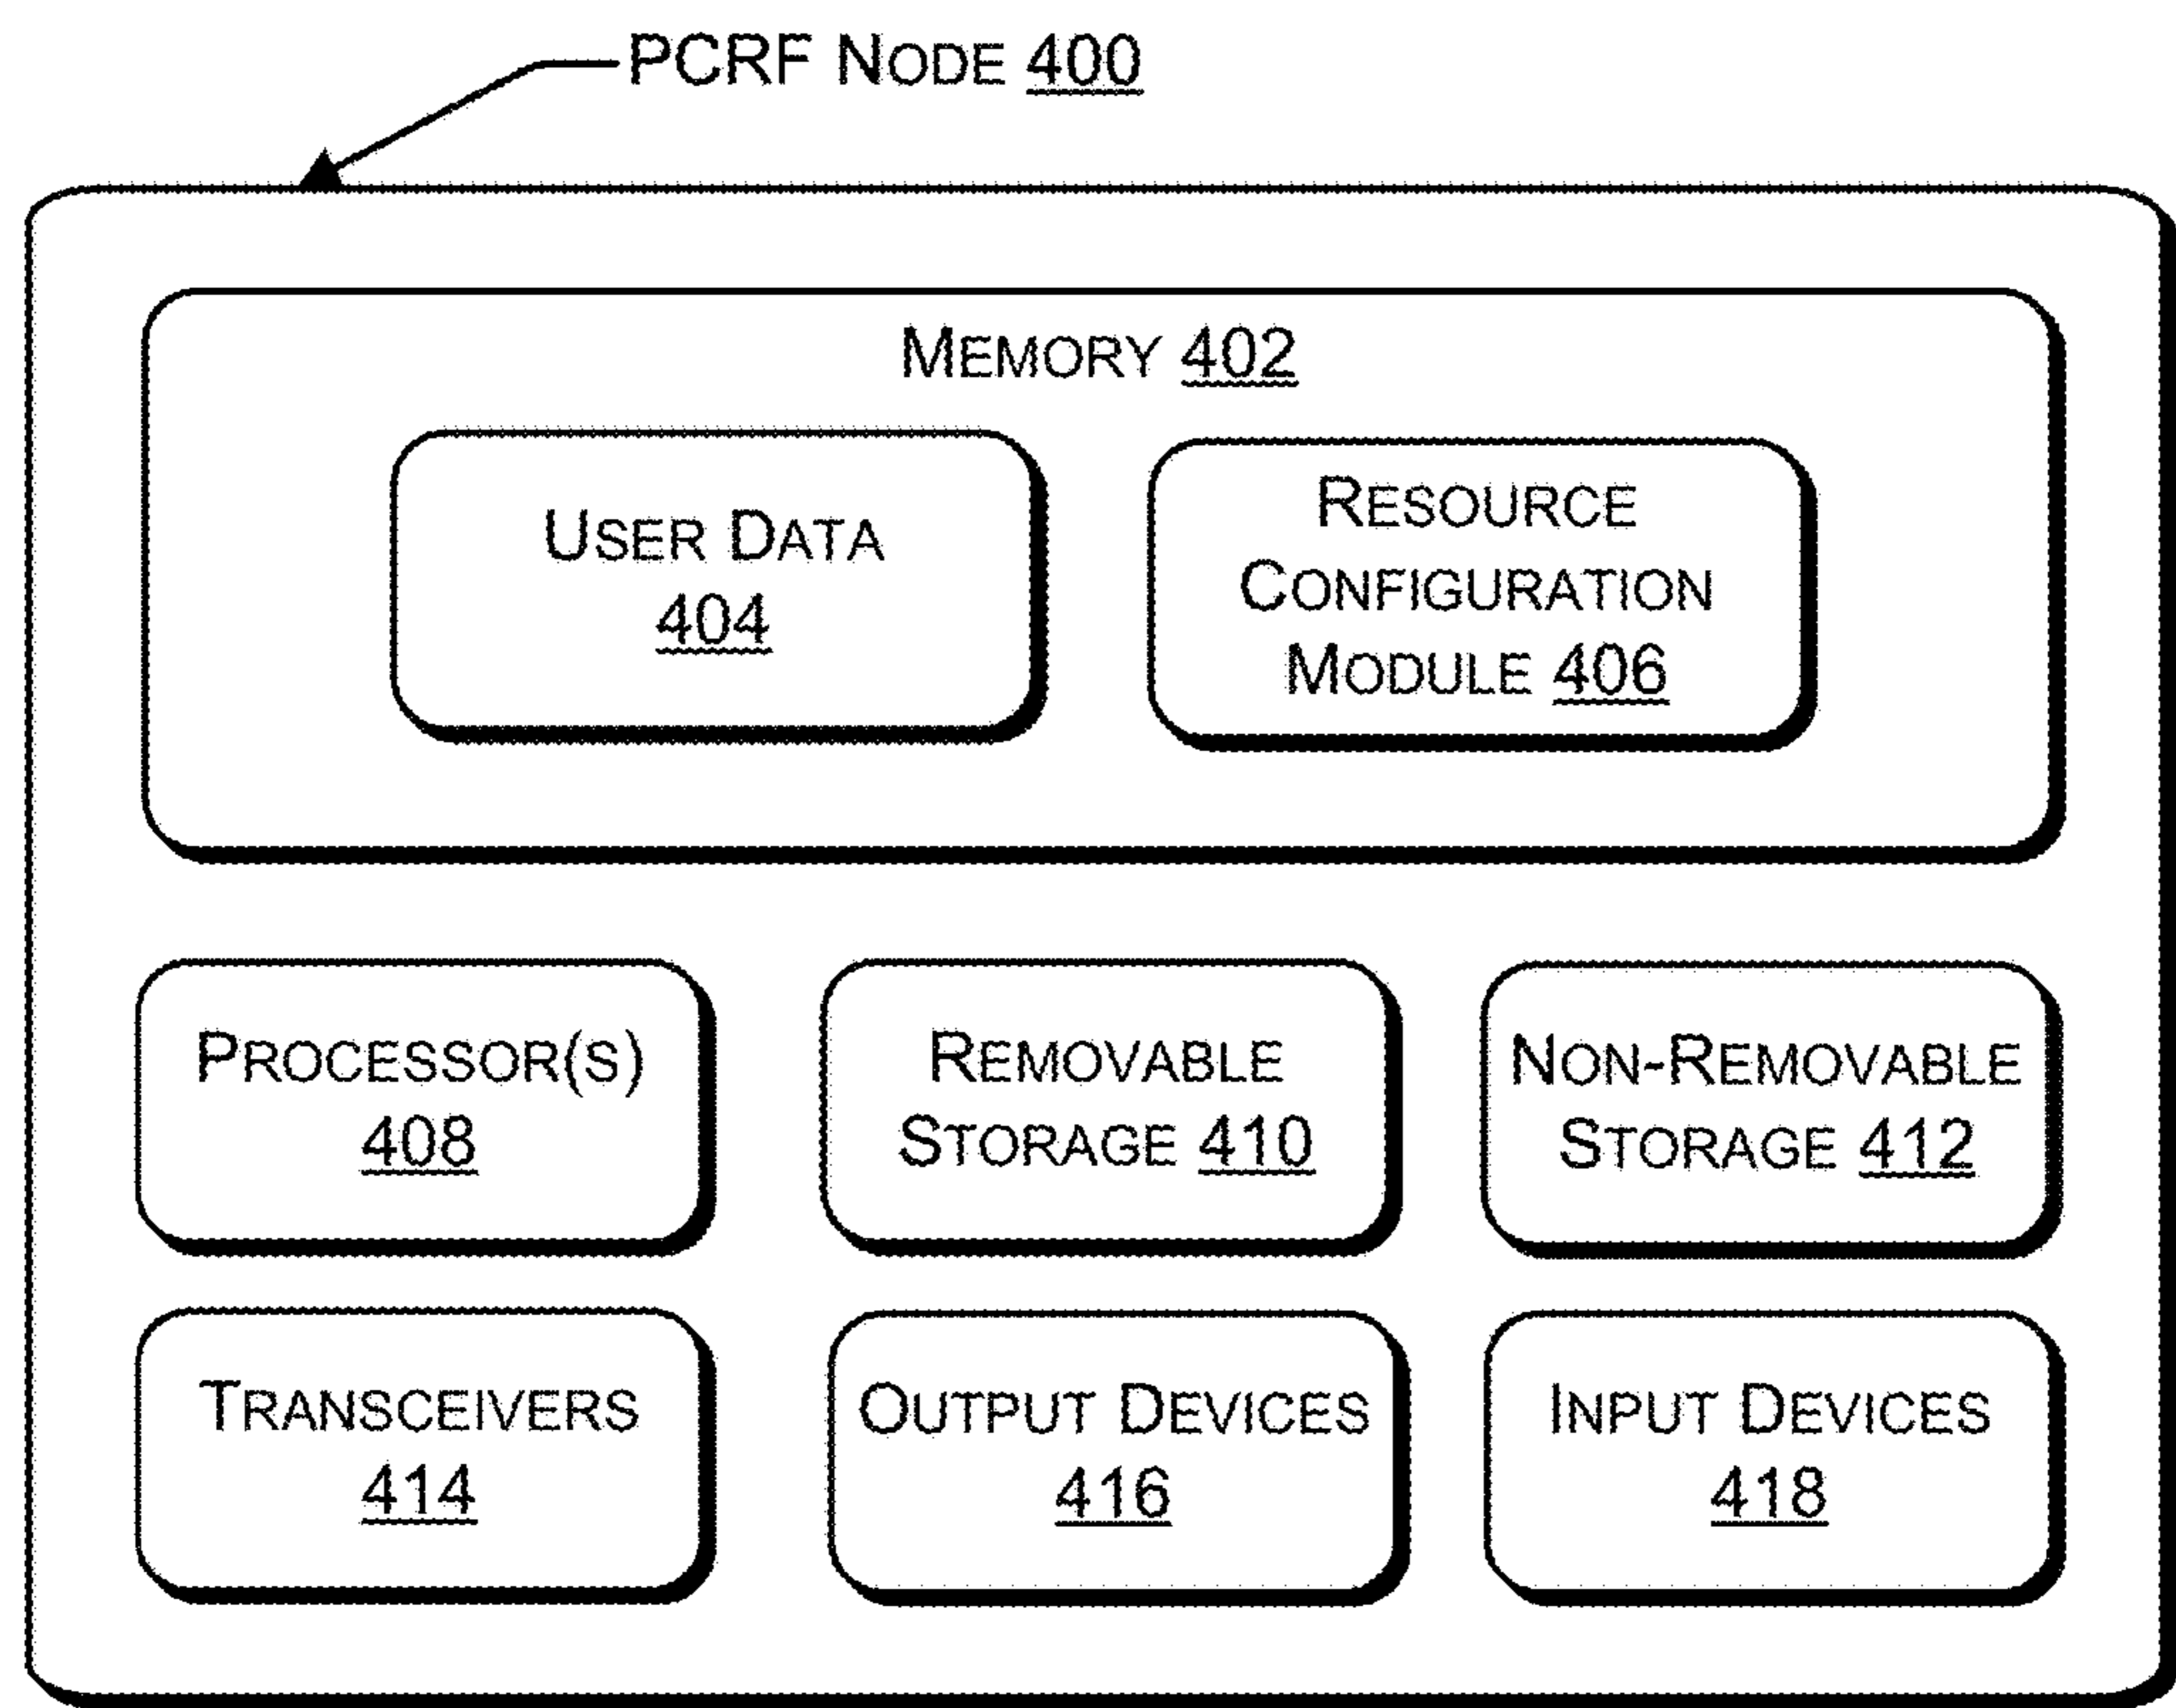 PCRF NODE 400
MEMORY 402
USER DATA
404
RESOURCE
CONFIGURATION
MODULE 406
PROCESSOR(S)
408
REMOVABLE
STORAGE 410
NON-REMOVABLE
STORAGE 412
TRANSCEIVERS
414
OUTPUT DEVICES
416
INPUT DEVICES
418